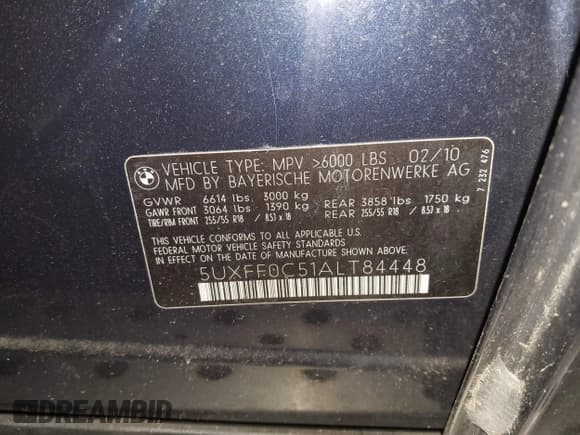 BMW
VEHICLE TYPE: MPV >6000 LBS 02/10
MFD BY BAYERISCHE MOTORENWERKE AG
GVWR 6614 lbs. 3000 kg
GAWR FRONT 3064 lbs 1390 kg REAR 3858 lbs 1750 kg
TIRE/RIM FRONT 255/55 R18 / 8.5J x 18 REAR 255/55 R18 / 8.5J x 18
THIS VEHICLE CONFORMS TO ALL APPLICABLE
FEDERAL MOTOR VEHICLE SAFETY STANDARDS
IN EFFECT ON THE DATE OF MANUFACTURE
5UXFF0C51ALT84448
7 232 476
DREAMBID